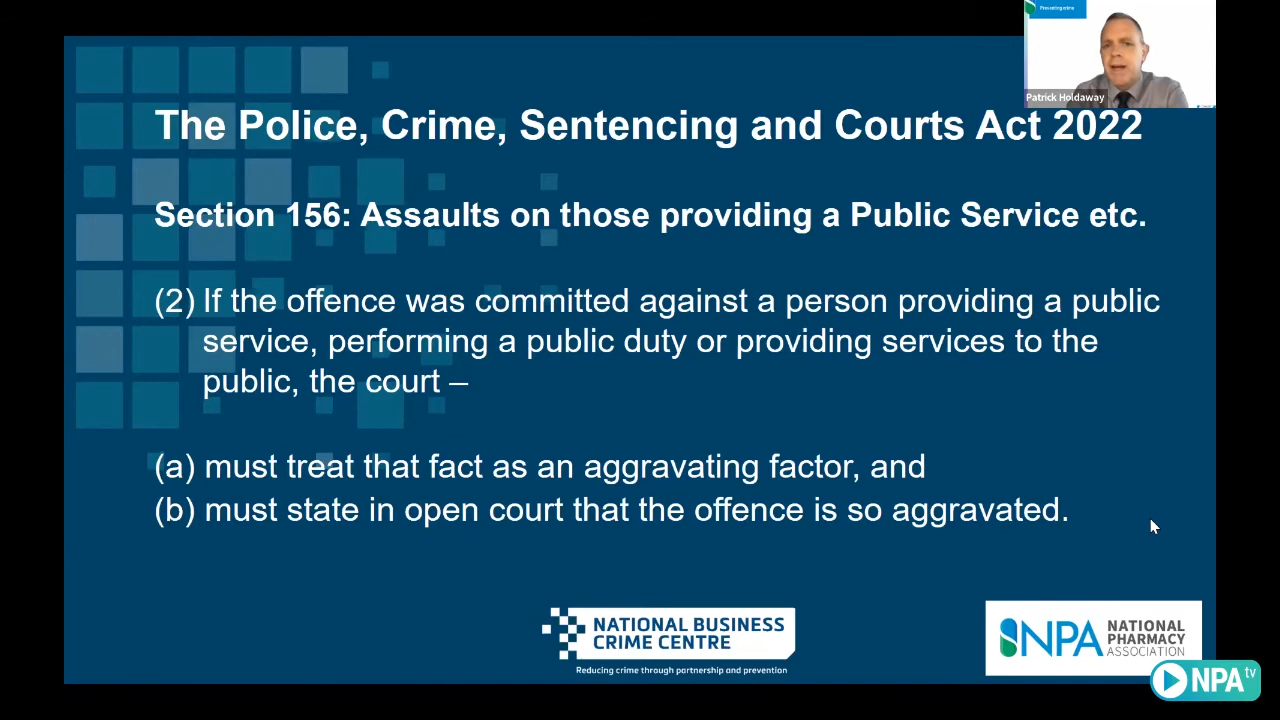 Preventing crime
Patrick Holdaway
The Police, Crime, Sentencing and Courts Act 2022
Section 156: Assaults on those providing a Public Service etc.
(2) If the offence was committed against a person providing a public
service, performing a public duty or providing services to the
public, the court –
(a) must treat that fact as an aggravating factor, and
(b) must state in open court that the offence is so aggravated.
NATIONAL BUSINESS
CRIME CENTRE
Reducing crime through partnership and prevention
NPA NATIONAL
PHARMACY
ASSOCIATION
NPA tv